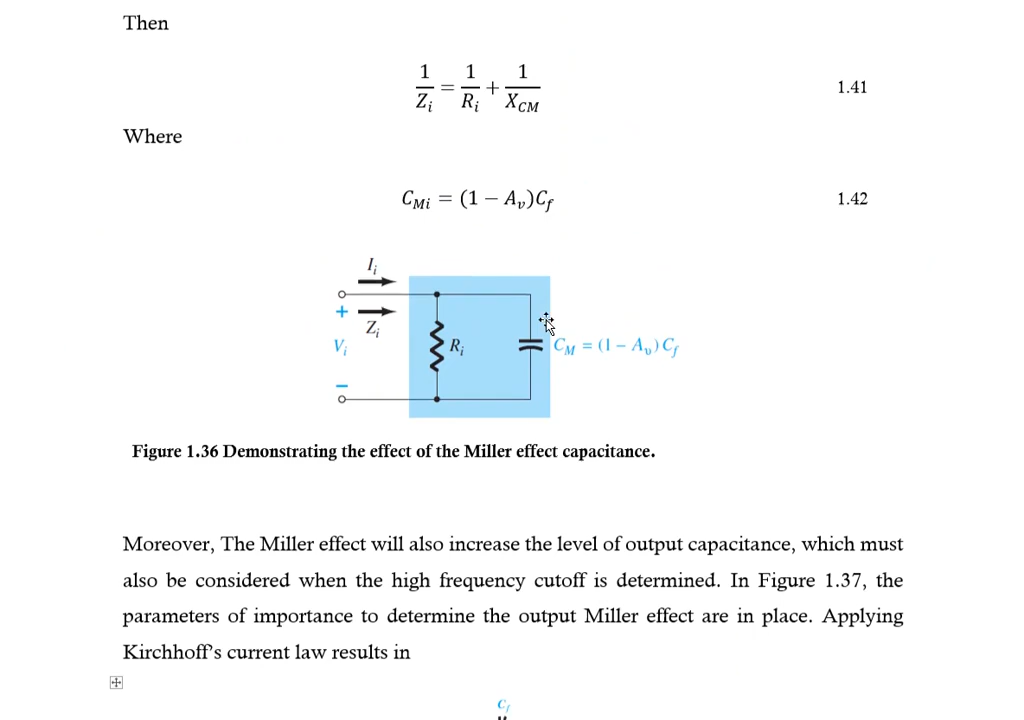 Then
1/Z_i = 1/R_i + 1/X_CM 1.41
Where
C_Mi = (1 − A_v)C_f 1.42
I_i
+
Z_i
V_i
R_i
C_M = (1 − A_v) C_f
−
Figure 1.36 Demonstrating the effect of the Miller effect capacitance.
Moreover, The Miller effect will also increase the level of output capacitance, which must
also be considered when the high frequency cutoff is determined. In Figure 1.37, the
parameters of importance to determine the output Miller effect are in place. Applying
Kirchhoff's current law results in
C_f